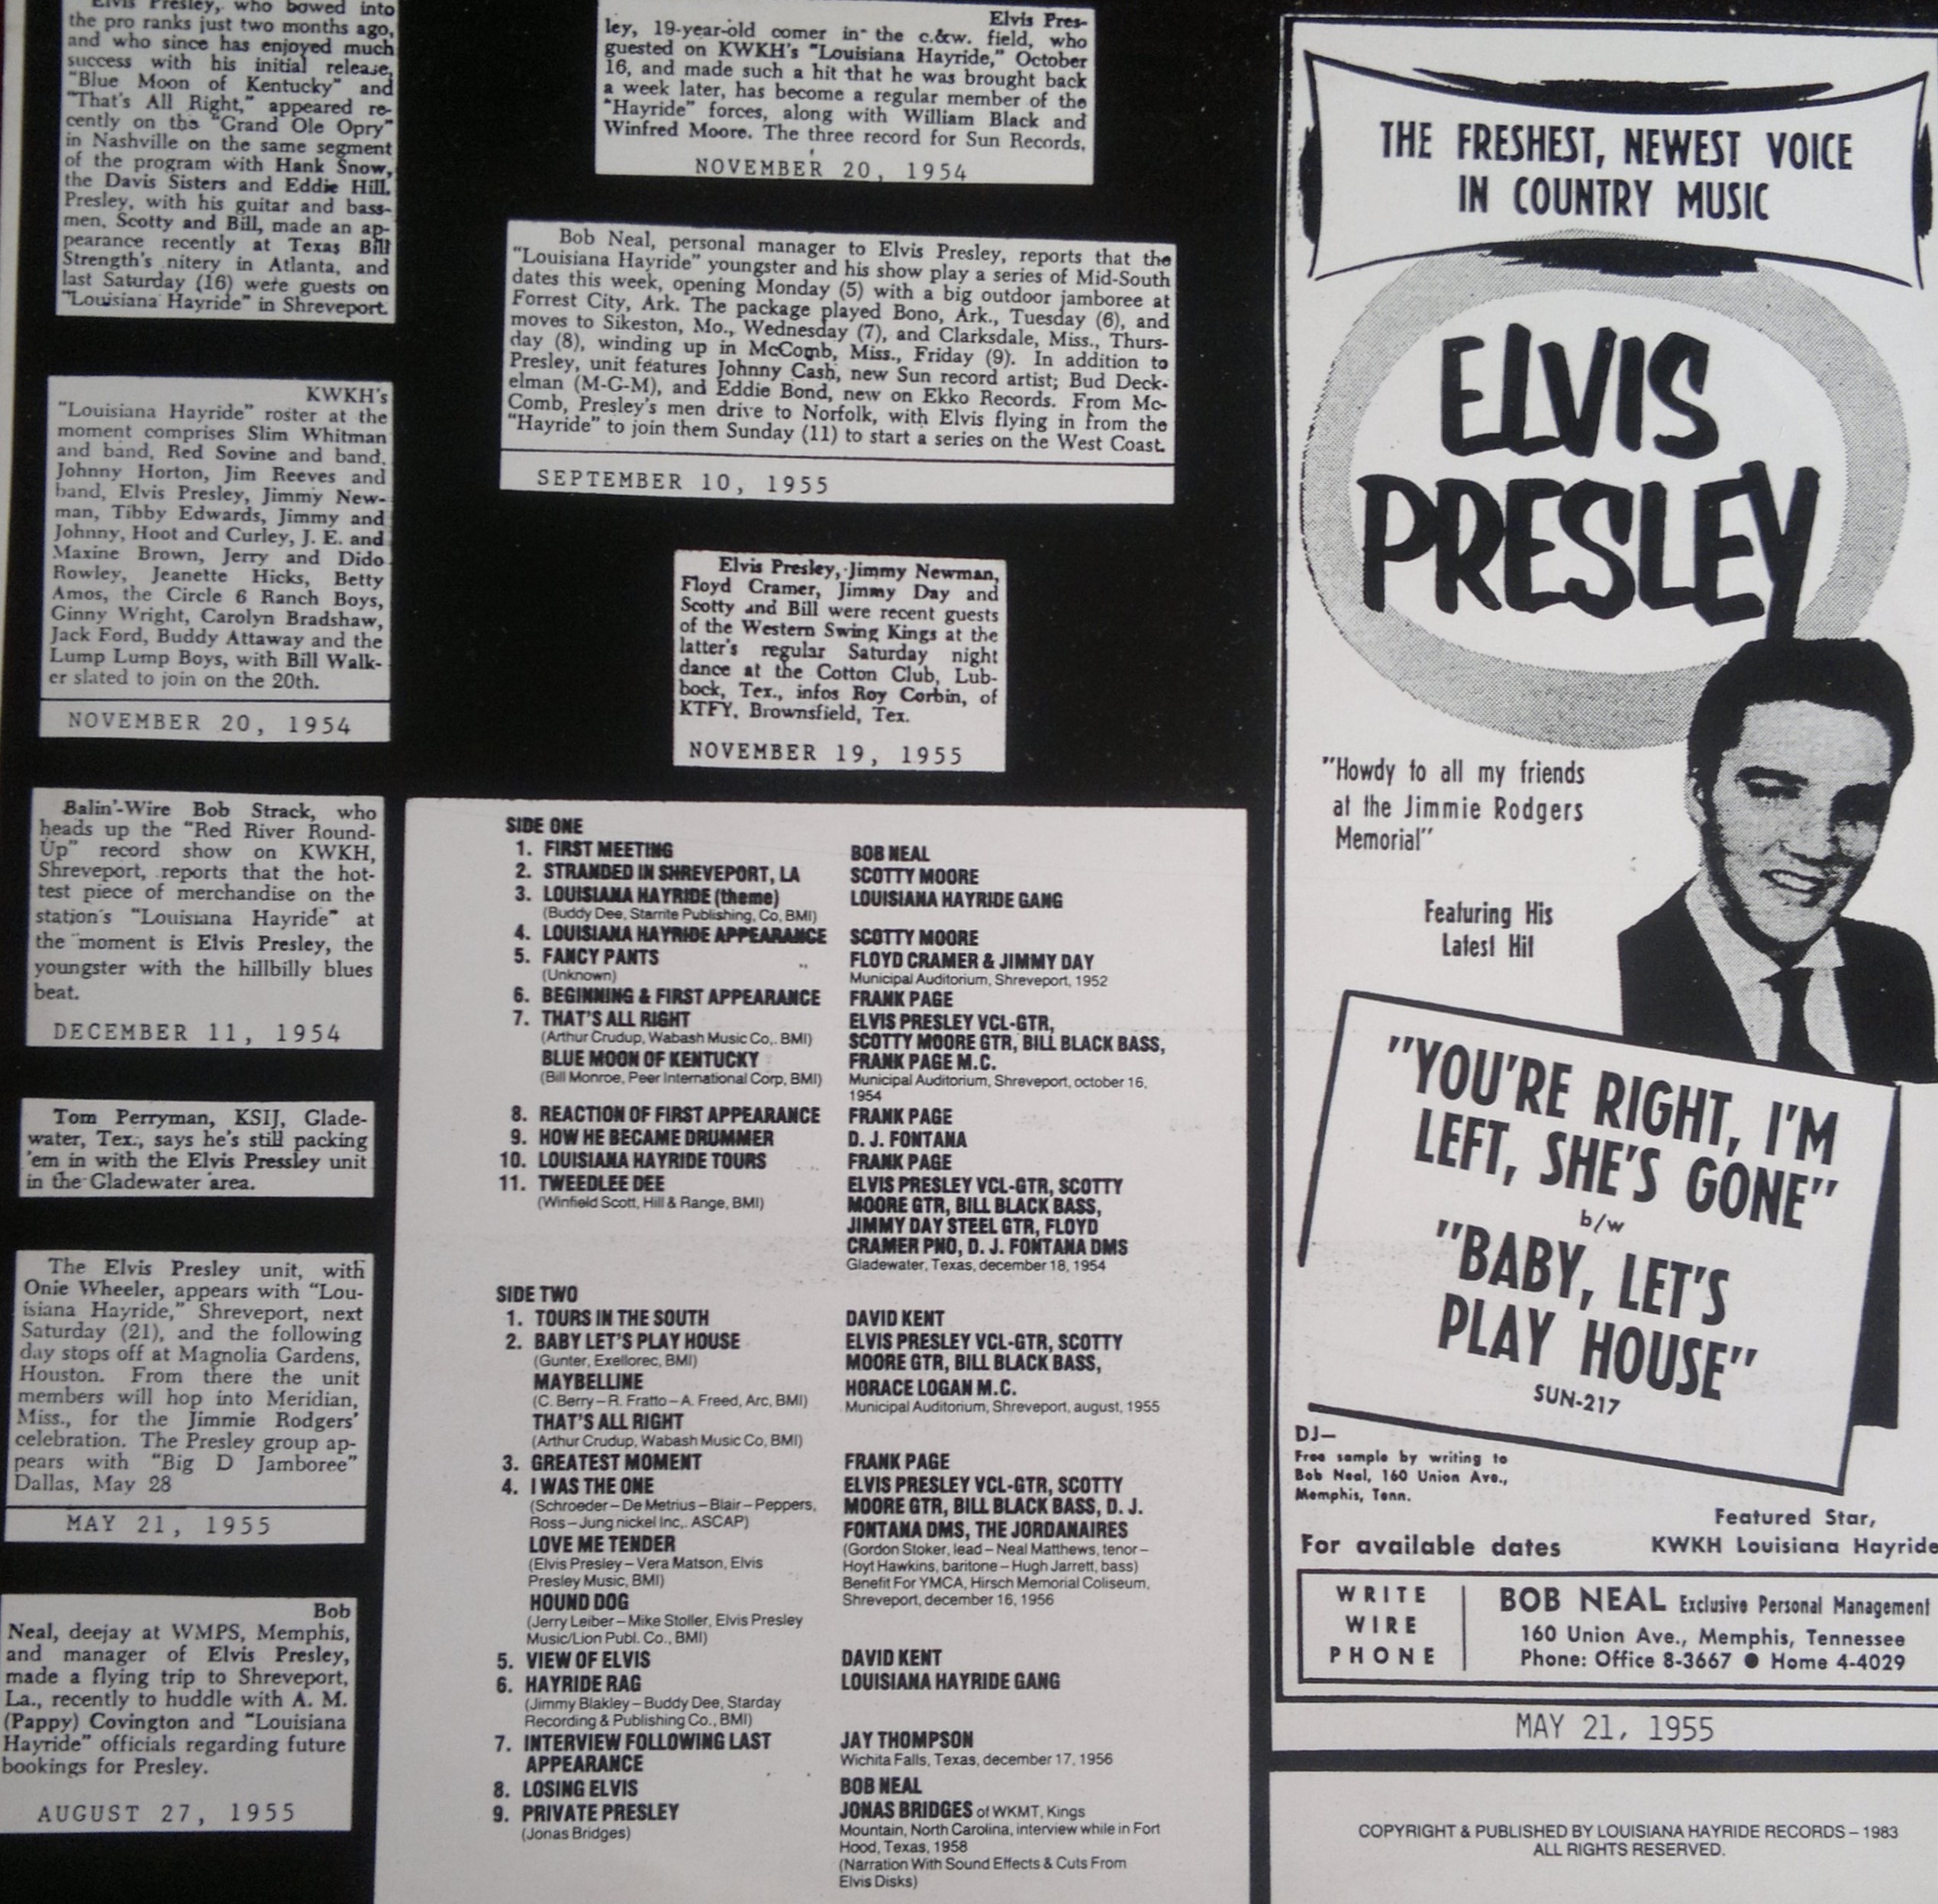 Elvis Presley, who bowed into
the pro ranks just two months ago,
and who since has enjoyed much
success with his initial release,
"Blue Moon of Kentucky" and
"That's All Right," appeared re-
cently on the "Grand Ole Opry"
in Nashville on the same segment
of the program with Hank Snow,
the Davis Sisters and Eddie Hill.
Presley, with his guitar and bass-
men, Scotty and Bill, made an ap-
pearance recently at Texas Bill
Strength's nitery in Atlanta, and
last Saturday (16) were guests on
"Louisiana Hayride" in Shreveport.
KWKH's
"Louisiana Hayride" roster at the
moment comprises Slim Whitman
and band, Red Sovine and band,
Johnny Horton, Jim Reeves and
band, Elvis Presley, Jimmy New-
man, Tibby Edwards, Jimmy and
Johnny, Hoot and Curley, J. E. and
Maxine Brown, Jerry and Dido
Rowley, Jeanette Hicks, Betty
Amos, the Circle 6 Ranch Boys,
Ginny Wright, Carolyn Bradshaw,
Jack Ford, Buddy Attaway and the
Lump Lump Boys, with Bill Walk-
er slated to join on the 20th.
NOVEMBER 20, 1954
Balin'-Wire Bob Strack, who
heads up the "Red River Round-
Up" record show on KWKH,
Shreveport, reports that the hot-
test piece of merchandise on the
station's "Louisiana Hayride" at
the moment is Elvis Presley, the
youngster with the hillbilly blues
beat.
DECEMBER 11, 1954
Tom Perryman, KSIJ, Glade-
water, Tex., says he's still packing
'em in with the Elvis Pressley unit
in the Gladewater area.
The Elvis Presley unit, with
Onie Wheeler, appears with "Lou-
isiana Hayride," Shreveport, next
Saturday (21), and the following
day stops off at Magnolia Gardens,
Houston. From there the unit
members will hop into Meridian,
Miss., for the Jimmie Rodgers'
celebration. The Presley group ap-
pears with "Big D Jamboree"
Dallas, May 28
MAY 21, 1955
Bob
Neal, deejay at WMPS, Memphis,
and manager of Elvis Presley,
made a flying trip to Shreveport,
La., recently to huddle with A. M.
(Pappy) Covington and "Louisiana
Hayride" officials regarding future
bookings for Presley.
AUGUST 27, 1955
Elvis Pres-
ley, 19-year-old comer in the c.&w. field, who
guested on KWKH's "Louisiana Hayride," October
16, and made such a hit that he was brought back
a week later, has become a regular member of the
"Hayride" forces, along with William Black and
Winfred Moore. The three record for Sun Records.
NOVEMBER 20, 1954
Bob Neal, personal manager to Elvis Presley, reports that the
"Louisiana Hayride" youngster and his show play a series of Mid-South
dates this week, opening Monday (5) with a big outdoor jamboree at
Forrest City, Ark. The package played Bono, Ark., Tuesday (6), and
moves to Sikeston, Mo., Wednesday (7), and Clarksdale, Miss., Thurs-
day (8), winding up in McComb, Miss., Friday (9). In addition to
Presley, unit features Johnny Cash, new Sun record artist; Bud Deck-
elman (M-G-M), and Eddie Bond, new on Ekko Records. From Mc-
Comb, Presley's men drive to Norfolk, with Elvis flying in from the
"Hayride" to join them Sunday (11) to start a series on the West Coast.
SEPTEMBER 10, 1955
Elvis Presley, Jimmy Newman,
Floyd Cramer, Jimmy Day and
Scotty and Bill were recent guests
of the Western Swing Kings at the
latter's regular Saturday night
dance at the Cotton Club, Lub-
bock, Tex., infos Roy Corbin, of
KTFY, Brownsfield, Tex.
NOVEMBER 19, 1955
SIDE ONE
1. FIRST MEETING BOB NEAL
2. STRANDED IN SHREVEPORT, LA SCOTTY MOORE
3. LOUISIANA HAYRIDE (theme) LOUISIANA HAYRIDE GANG
(Buddy Dee, Starrite Publishing, Co, BMI)
4. LOUISIANA HAYRIDE APPEARANCE SCOTTY MOORE
5. FANCY PANTS FLOYD CRAMER & JIMMY DAY
(Unknown) Municipal Auditorium, Shreveport, 1952
6. BEGINNING & FIRST APPEARANCE FRANK PAGE
7. THAT'S ALL RIGHT ELVIS PRESLEY VCL-GTR,
(Arthur Crudup, Wabash Music Co,. BMI) SCOTTY MOORE GTR, BILL BLACK BASS,
BLUE MOON OF KENTUCKY FRANK PAGE M.C.
(Bill Monroe, Peer International Corp, BMI) Municipal Auditorium, Shreveport, october 16,
1954
8. REACTION OF FIRST APPEARANCE FRANK PAGE
9. HOW HE BECAME DRUMMER D. J. FONTANA
10. LOUISIANA HAYRIDE TOURS FRANK PAGE
11. TWEEDLEE DEE ELVIS PRESLEY VCL-GTR, SCOTTY
(Winfield Scott, Hill & Range, BMI) MOORE GTR, BILL BLACK BASS,
JIMMY DAY STEEL GTR, FLOYD
CRAMER PNO, D. J. FONTANA DMS
Gladewater, Texas, december 18, 1954
SIDE TWO
1. TOURS IN THE SOUTH DAVID KENT
2. BABY LET'S PLAY HOUSE ELVIS PRESLEY VCL-GTR, SCOTTY
(Gunter, Exellorec, BMI) MOORE GTR, BILL BLACK BASS,
MAYBELLINE HORACE LOGAN M.C.
(C. Berry – R. Fratto – A. Freed, Arc, BMI) Municipal Auditorium, Shreveport, august, 1955
THAT'S ALL RIGHT
(Arthur Crudup, Wabash Music Co, BMI)
3. GREATEST MOMENT FRANK PAGE
4. I WAS THE ONE ELVIS PRESLEY VCL-GTR, SCOTTY
(Schroeder – De Metrius – Blair – Peppers, MOORE GTR, BILL BLACK BASS, D. J.
Ross – Jungnickel Inc,. ASCAP) FONTANA DMS, THE JORDANAIRES
LOVE ME TENDER (Gordon Stoker, lead – Neal Matthews, tenor –
(Elvis Presley – Vera Matson, Elvis Hoyt Hawkins, baritone – Hugh Jarrett, bass)
Presley Music, BMI) Benefit For YMCA, Hirsch Memorial Coliseum,
HOUND DOG Shreveport, december 16, 1956
(Jerry Leiber – Mike Stoller, Elvis Presley
Music/Lion Publ. Co., BMI)
5. VIEW OF ELVIS DAVID KENT
6. HAYRIDE RAG LOUISIANA HAYRIDE GANG
(Jimmy Blakley – Buddy Dee, Starday
Recording & Publishing Co., BMI)
7. INTERVIEW FOLLOWING LAST JAY THOMPSON
APPEARANCE Wichita Falls, Texas, december 17, 1956
8. LOSING ELVIS BOB NEAL
9. PRIVATE PRESLEY JONAS BRIDGES of WKMT, Kings
(Jonas Bridges) Mountain, North Carolina, interview while in Fort
Hood, Texas, 1958
(Narration With Sound Effects & Cuts From
Elvis Disks)
THE FRESHEST, NEWEST VOICE
IN COUNTRY MUSIC
ELVIS
PRESLEY
"Howdy to all my friends
at the Jimmie Rodgers
Memorial"
Featuring His
Latest Hit
"YOU'RE RIGHT, I'M
LEFT, SHE'S GONE"
b/w
"BABY, LET'S
PLAY HOUSE"
SUN-217
DJ—
Free sample by writing to
Bob Neal, 160 Union Ave.,
Memphis, Tenn.
Featured Star,
For available dates KWKH Louisiana Hayride
WRITE
WIRE
PHONE
BOB NEAL Exclusive Personal Management
160 Union Ave., Memphis, Tennessee
Phone: Office 8-3667 ● Home 4-4029
MAY 21, 1955
COPYRIGHT & PUBLISHED BY LOUISIANA HAYRIDE RECORDS – 1983
ALL RIGHTS RESERVED.